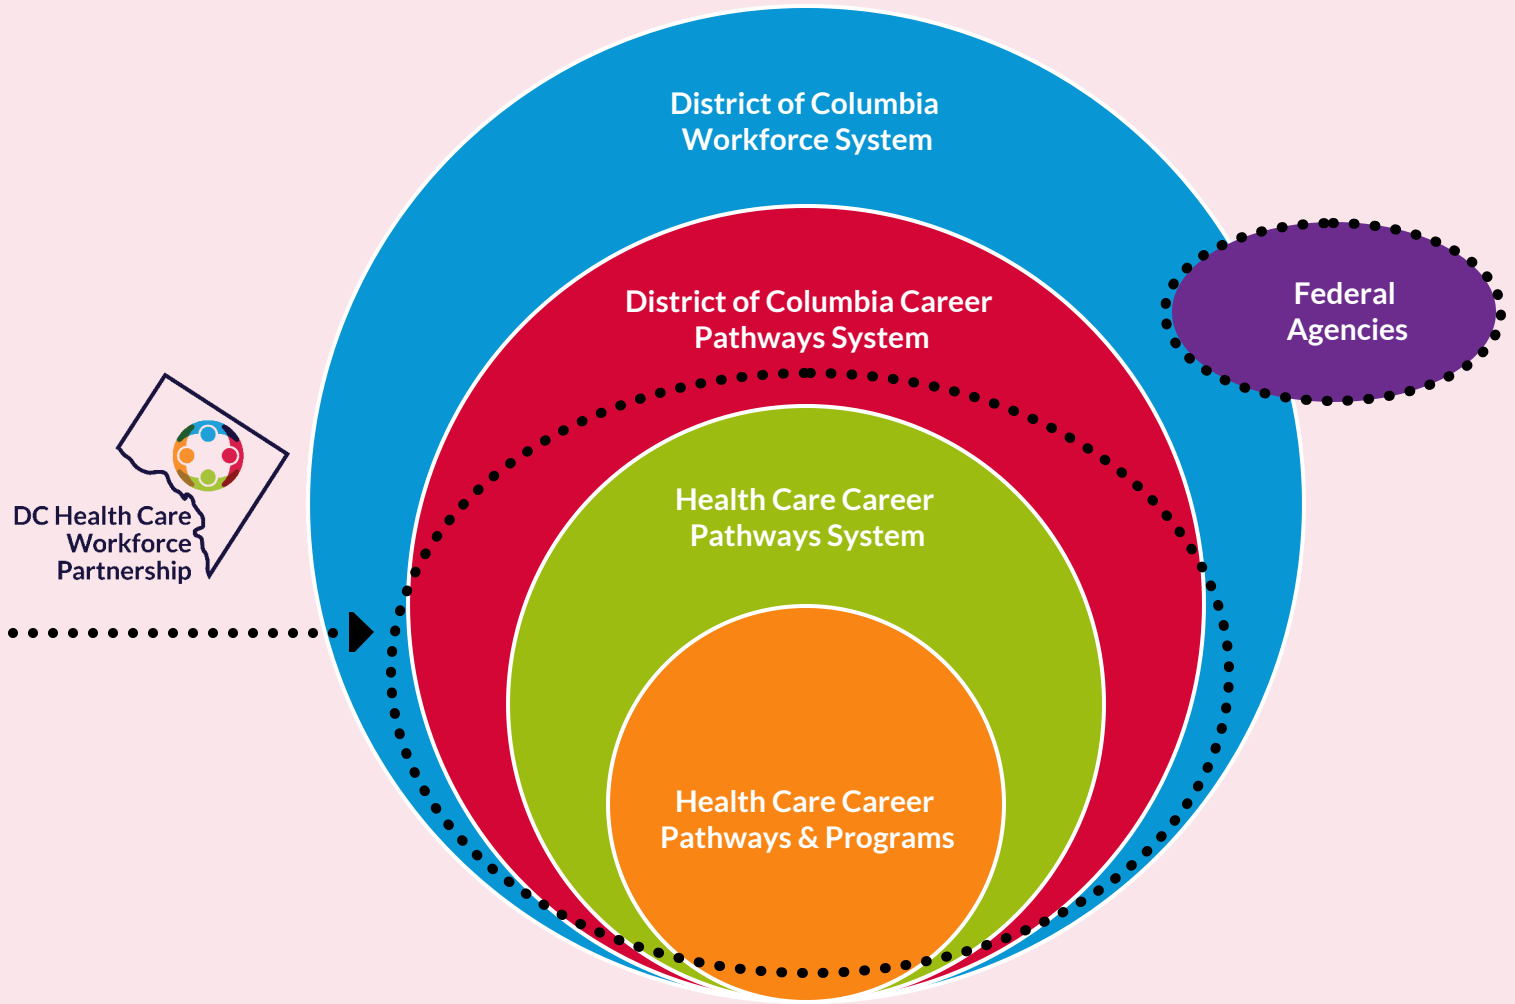 District of Columbia
Workforce System
Federal
Agencies
District of Columbia Career
Pathways System
Health Care Career
Pathways System
DC Health Care
Workforce
Partnership
Health Care Career
Pathways & Programs